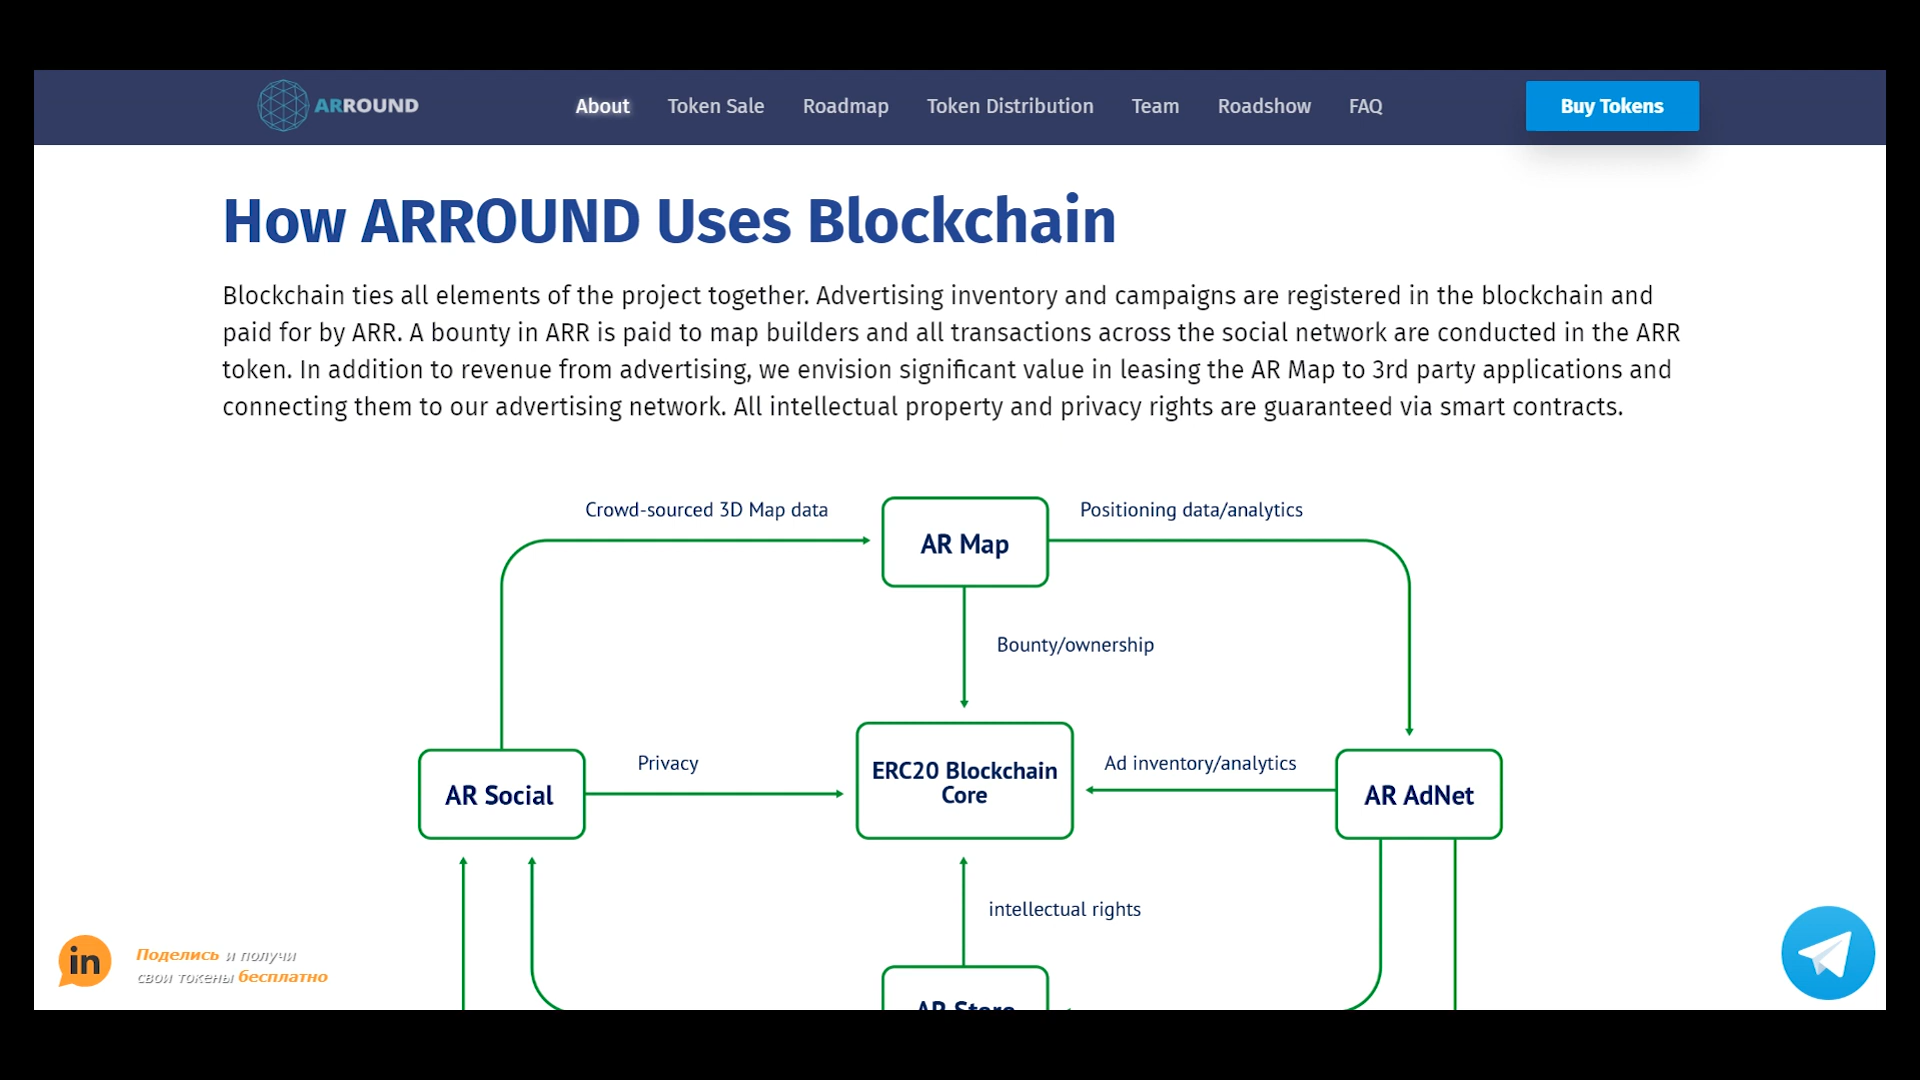 ARROUND
About
Token Sale
Roadmap
Token Distribution
Team
Roadshow
FAQ
Buy Tokens
How ARROUND Uses Blockchain
Blockchain ties all elements of the project together. Advertising inventory and campaigns are registered in the blockchain and
paid for by ARR. A bounty in ARR is paid to map builders and all transactions across the social network are conducted in the ARR
token. In addition to revenue from advertising, we envision significant value in leasing the AR Map to 3rd party applications and
connecting them to our advertising network. All intellectual property and privacy rights are guaranteed via smart contracts.
Crowd-sourced 3D Map data
AR Map
Positioning data/analytics
Bounty/ownership
AR Social
Privacy
ERC20 Blockchain
Core
Ad inventory/analytics
AR AdNet
intellectual rights
AR Store
in
Поделись и получи
свои токены бесплатно